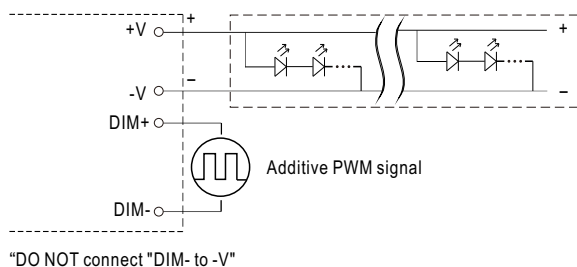 +V
+
+
-V
−
−
DIM+
Additive PWM signal
DIM-
“DO NOT connect "DIM- to -V"